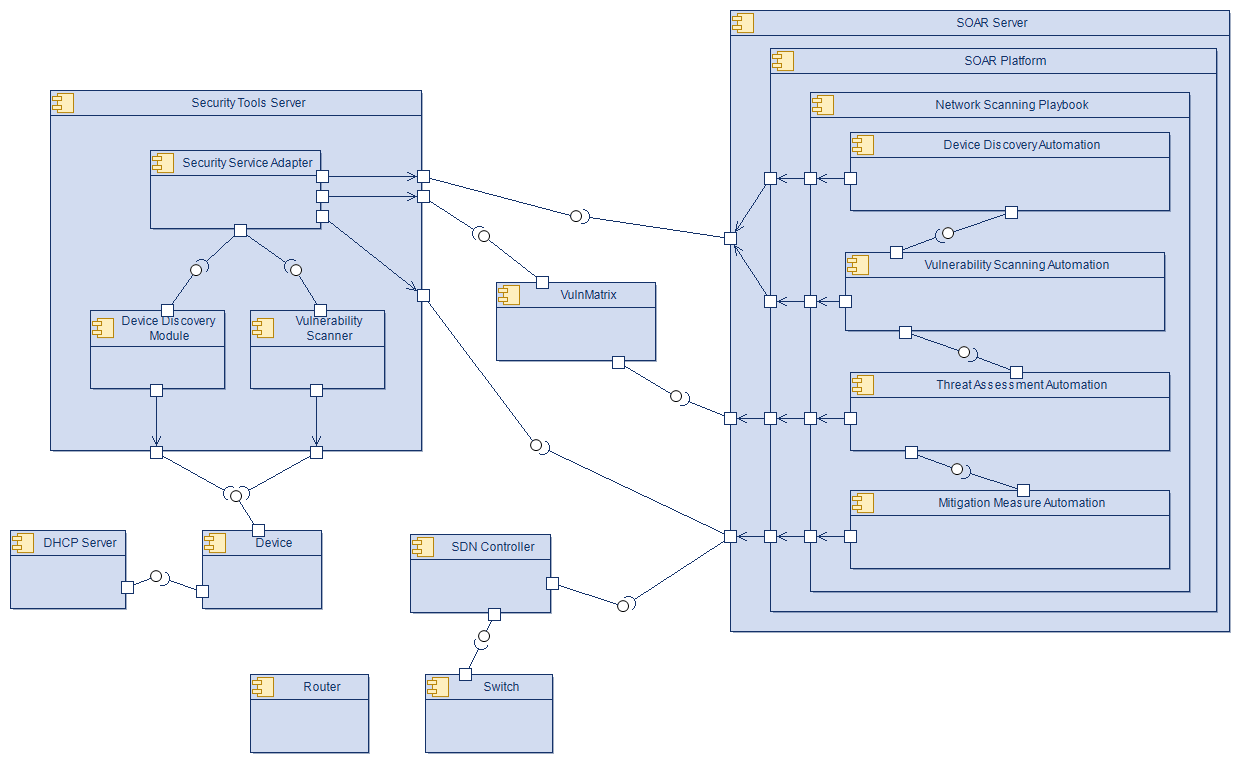 SOAR Server
SOAR Platform
Security Tools Server
Network Scanning Playbook
Device Discovery Automation
Security Service Adapter
Vulnerability Scanning Automation
VulnMatrix
Device Discovery
Module
Vulnerability
Scanner
Threat Assessment Automation
Mitigation Measure Automation
DHCP Server
Device
SDN Controller
Router
Switch